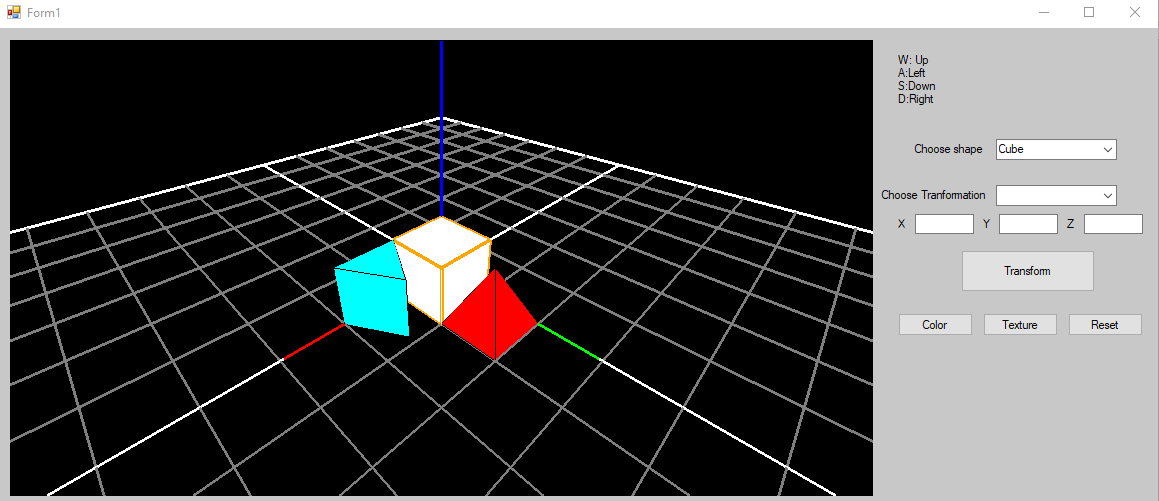 Form1
W: Up
A:Left
S:Down
D:Right
Choose shape Cube
Choose Tranformation
X Y Z
Transform
Color Texture Reset